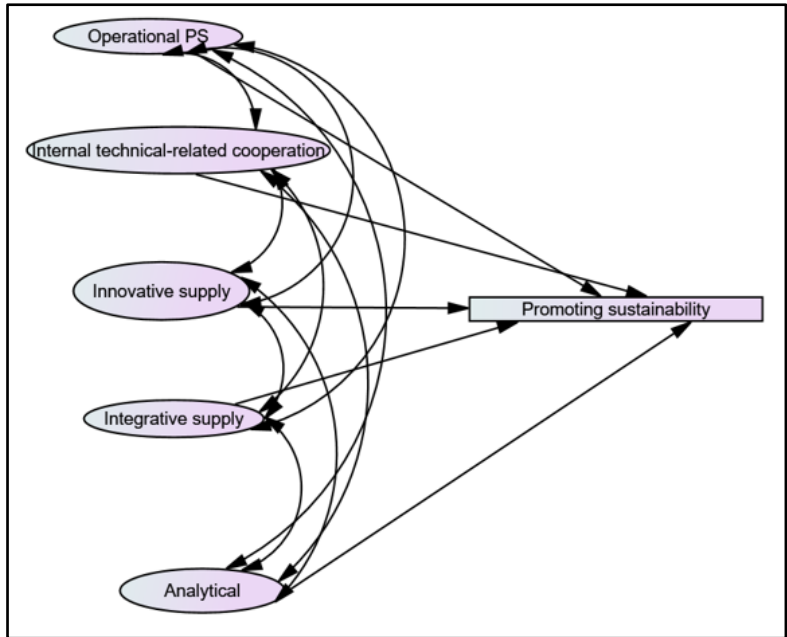 Operational PS
Internal technical-related cooperation
Innovative supply
Promoting sustainability
Integrative supply
Analytical